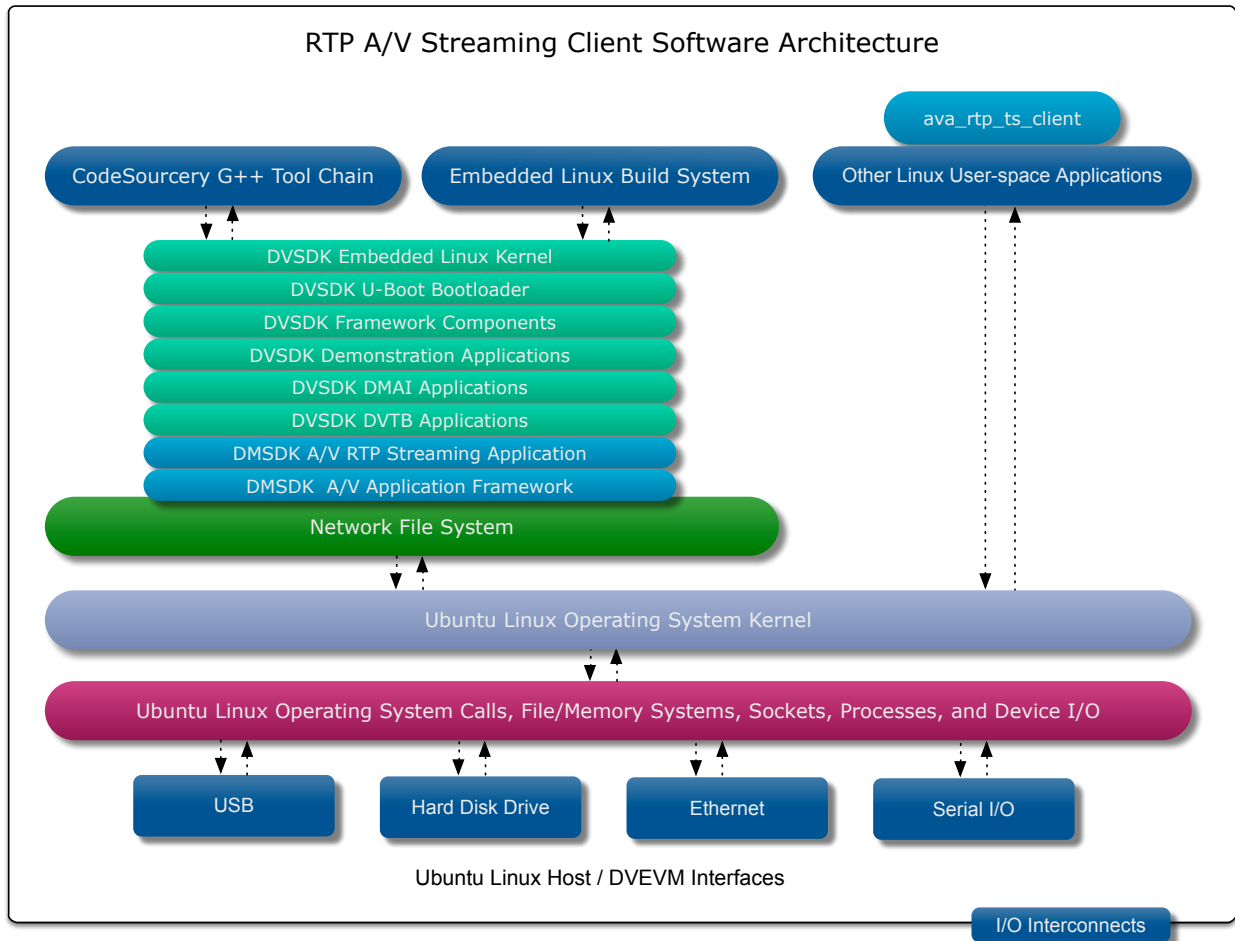 RTP A/V Streaming Client Software Architecture
ava_rtp_ts_client
CodeSourcery G++ Tool Chain
Embedded Linux Build System
Other Linux User-space Applications
DVSDK Embedded Linux Kernel
DVSDK U-Boot Bootloader
DVSDK Framework Components
DVSDK Demonstration Applications
DVSDK DMAI Applications
DVSDK DVTB Applications
DMSDK A/V RTP Streaming Application
DMSDK A/V Application Framework
Network File System
Ubuntu Linux Operating System Kernel
Ubuntu Linux Operating System Calls, File/Memory Systems, Sockets, Processes, and Device I/O
USB
Hard Disk Drive
Ethernet
Serial I/O
Ubuntu Linux Host / DVEVM Interfaces
I/O Interconnects